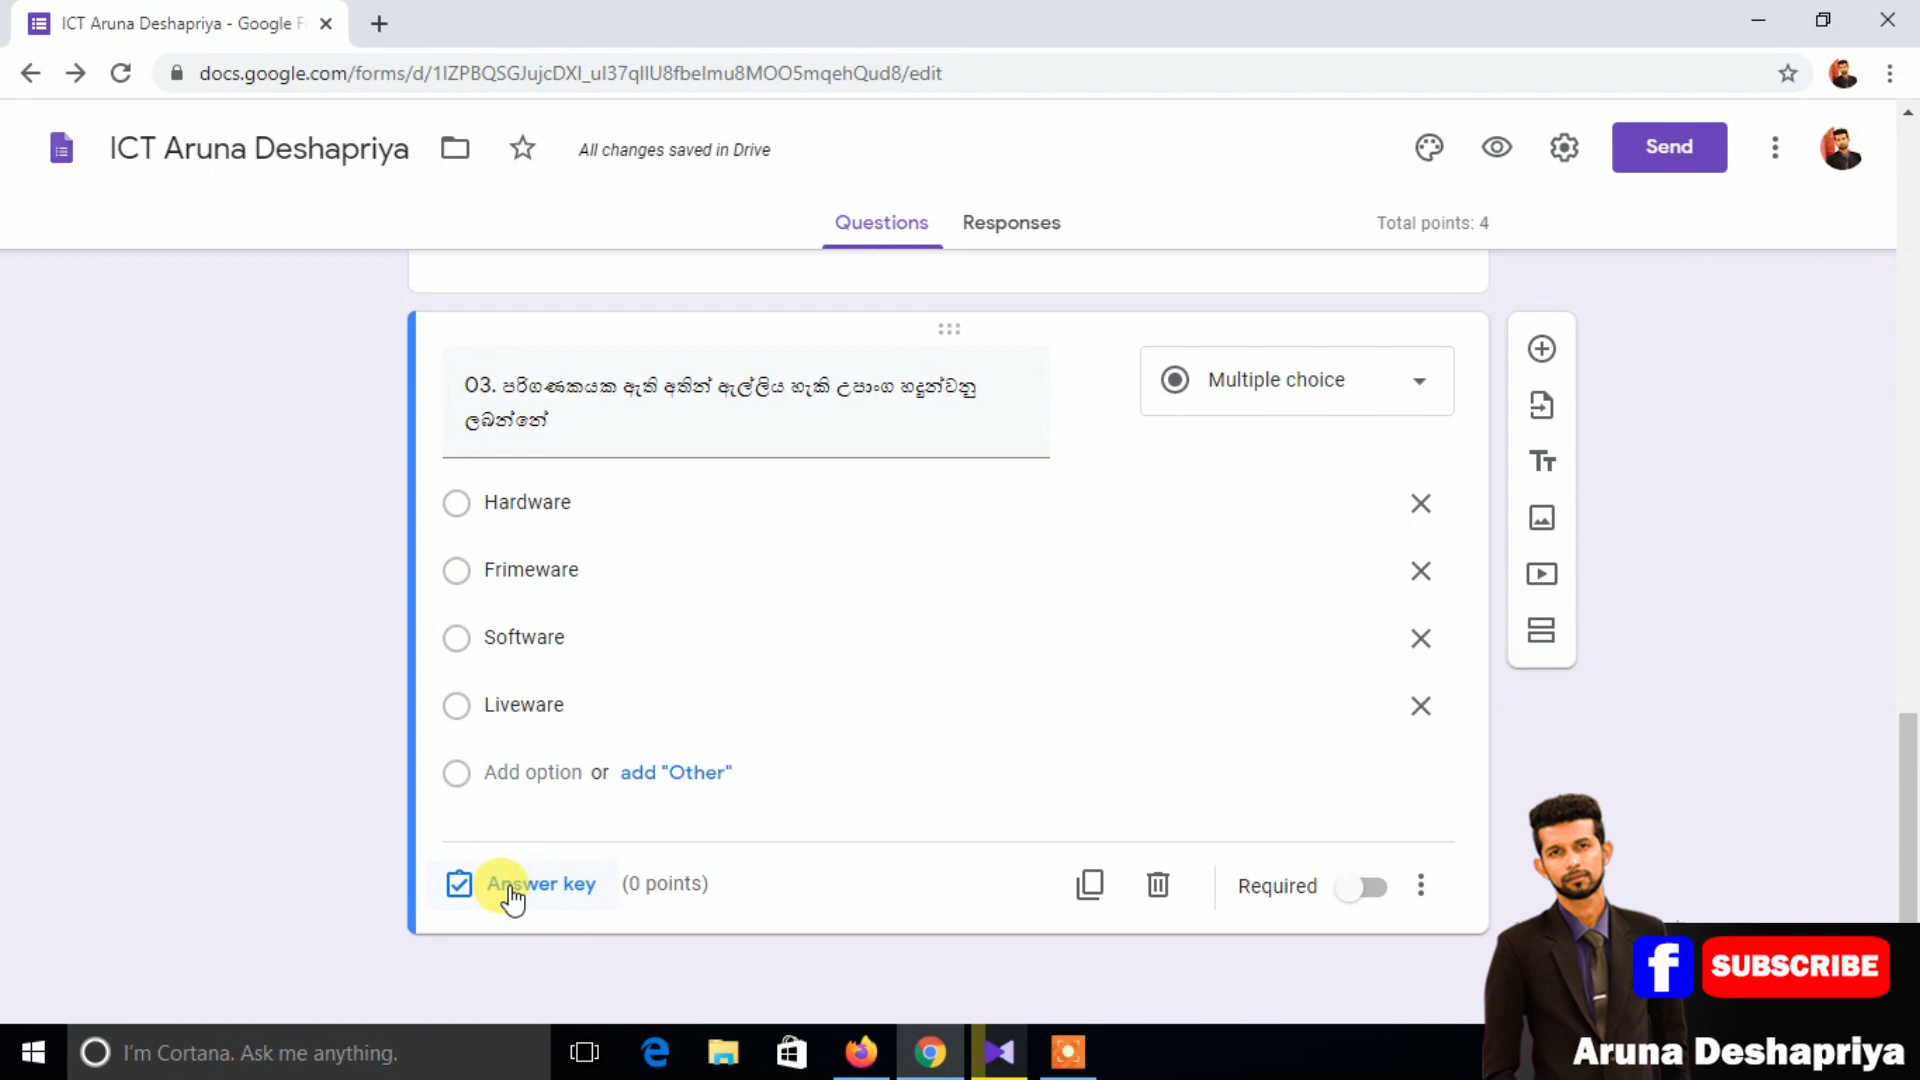 ICT Aruna Deshapriya - Google F
docs.google.com/forms/d/1IZPBQSGJujcDXI_uI37qIIU8fbeImu8MOO5mqehQud8/edit
ICT Aruna Deshapriya
All changes saved in Drive
Send
Questions
Responses
Total points: 4
03. පරිගණකයක ඇති අතින් ඇල්ලිය හැකි උපාංග හදුන්වනු
ලබන්නේ
Multiple choice
Hardware
Frimeware
Software
Liveware
Add option or add "Other"
Answer key (0 points)
Required
SUBSCRIBE
Aruna Deshapriya
I'm Cortana. Ask me anything.